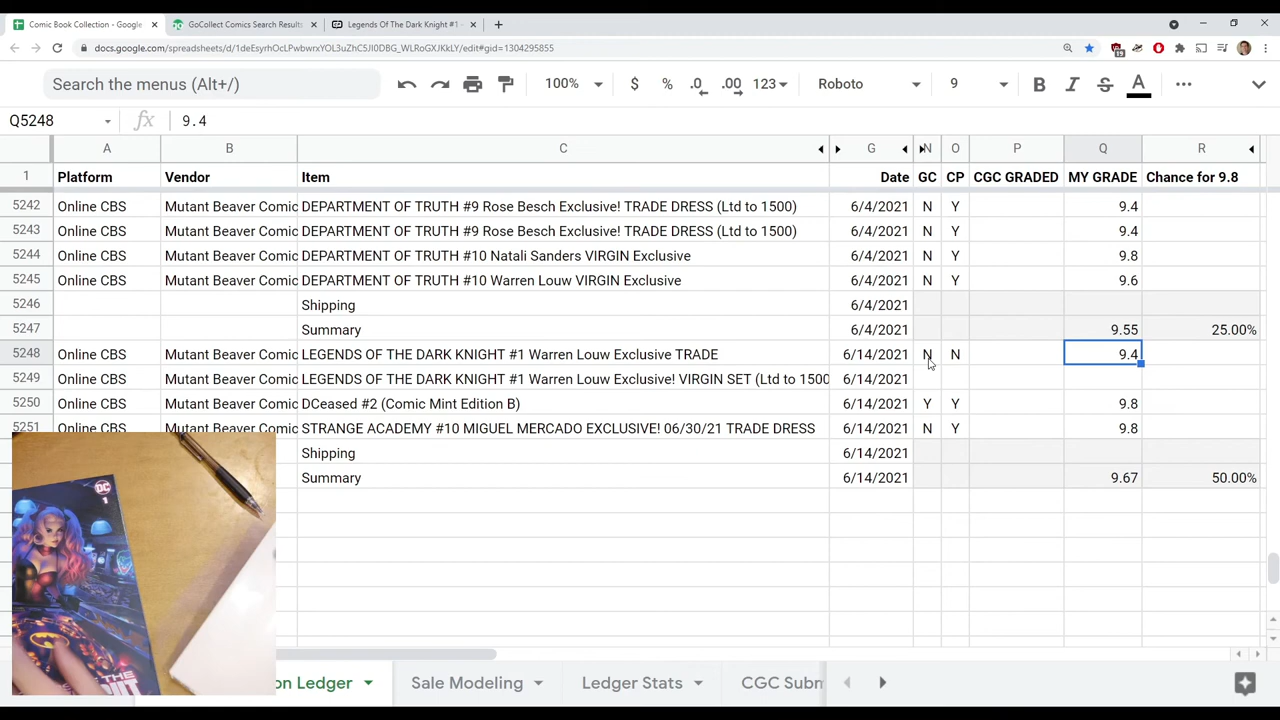 Comic Book Collection - Google
GoCollect Comics Search Results
Legends Of The Dark Knight #1 -
docs.google.com/spreadsheets/d/1deEsyrhOcLPwbwrxYOL3uZhC5JI0DBG_WLRoGXJKkLY/edit#gid=1304295855
19
Search the menus (Alt+/)
100%
$
%
.0
.00
123
Roboto
9
B
I
S
A
Q5248
fx
9.4
A B C G N O P Q R
1 Platform Vendor Item Date GC CP CGC GRADED MY GRADE Chance for 9.8
5242 Online CBS Mutant Beaver Comic DEPARTMENT OF TRUTH #9 Rose Besch Exclusive! TRADE DRESS (Ltd to 1500) 6/4/2021 N Y 9.4
5243 Online CBS Mutant Beaver Comic DEPARTMENT OF TRUTH #9 Rose Besch Exclusive! TRADE DRESS (Ltd to 1500) 6/4/2021 N Y 9.4
5244 Online CBS Mutant Beaver Comic DEPARTMENT OF TRUTH #10 Natali Sanders VIRGIN Exclusive 6/4/2021 N Y 9.8
5245 Online CBS Mutant Beaver Comic DEPARTMENT OF TRUTH #10 Warren Louw VIRGIN Exclusive 6/4/2021 N Y 9.6
5246 Shipping 6/4/2021
5247 Summary 6/4/2021 9.55 25.00%
5248 Online CBS Mutant Beaver Comic LEGENDS OF THE DARK KNIGHT #1 Warren Louw Exclusive TRADE 6/14/2021 N N 9.4
5249 Online CBS Mutant Beaver Comic LEGENDS OF THE DARK KNIGHT #1 Warren Louw Exclusive! VIRGIN SET (Ltd to 1500 6/14/2021
5250 Online CBS Mutant Beaver Comic DCeased #2 (Comic Mint Edition B) 6/14/2021 Y Y 9.8
5251 Online CBS Mutant Beaver Comic STRANGE ACADEMY #10 MIGUEL MERCADO EXCLUSIVE! 06/30/21 TRADE DRESS 6/14/2021 N Y 9.8
Shipping 6/14/2021
Summary 6/14/2021 9.67 50.00%
DC
1
on Ledger
Sale Modeling
Ledger Stats
CGC Subm